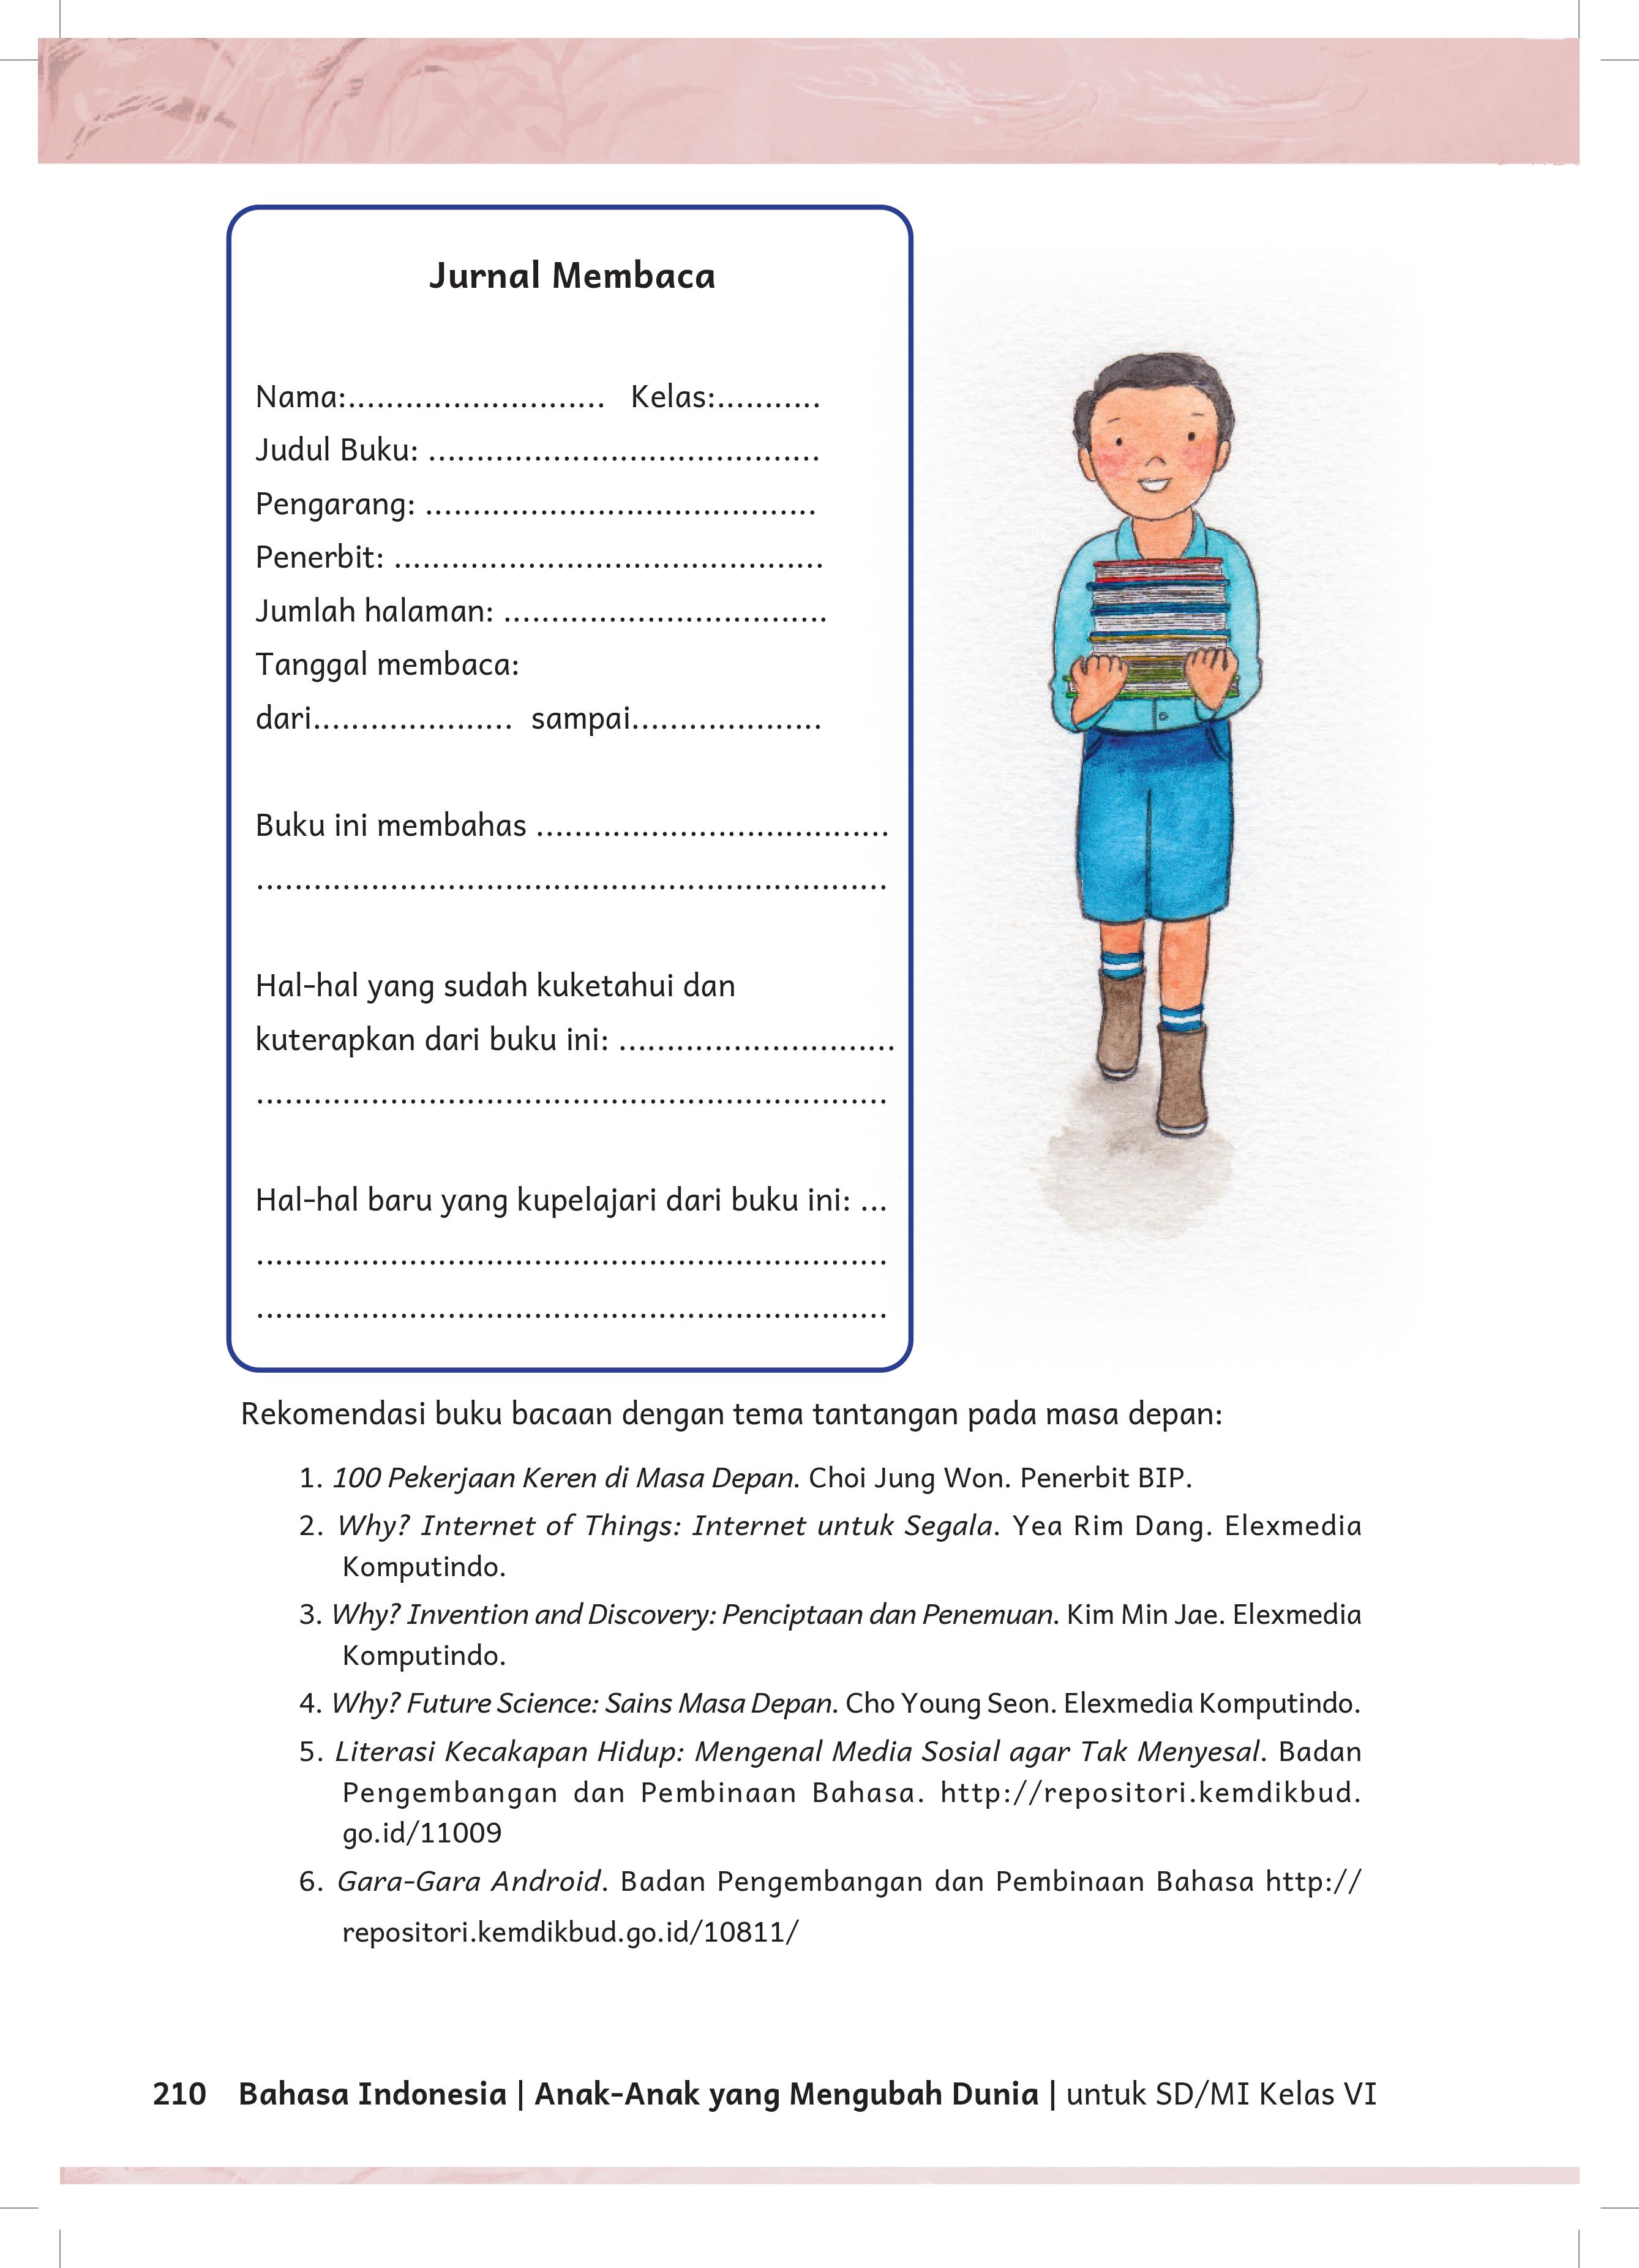 Jurnal Membaca
Nama:........................... Kelas:...........
Judul Buku: .........................................
Pengarang: .........................................
Penerbit: .............................................
Jumlah halaman: ..................................
Tanggal membaca:
dari..................... sampai....................
Buku ini membahas .....................................
..................................................................
Hal-hal yang sudah kuketahui dan
kuterapkan dari buku ini: .............................
..................................................................
Hal-hal baru yang kupelajari dari buku ini: ...
..................................................................
..................................................................
Rekomendasi buku bacaan dengan tema tantangan pada masa depan:
1. 100 Pekerjaan Keren di Masa Depan. Choi Jung Won. Penerbit BIP.
2. Why? Internet of Things: Internet untuk Segala. Yea Rim Dang. Elexmedia
Komputindo.
3. Why? Invention and Discovery: Penciptaan dan Penemuan. Kim Min Jae. Elexmedia
Komputindo.
4. Why? Future Science: Sains Masa Depan. Cho Young Seon. Elexmedia Komputindo.
5. Literasi Kecakapan Hidup: Mengenal Media Sosial agar Tak Menyesal. Badan
Pengembangan dan Pembinaan Bahasa. http://repositori.kemdikbud.
go.id/11009
6. Gara-Gara Android. Badan Pengembangan dan Pembinaan Bahasa http://
repositori.kemdikbud.go.id/10811/
210 Bahasa Indonesia | Anak-Anak yang Mengubah Dunia | untuk SD/MI Kelas VI